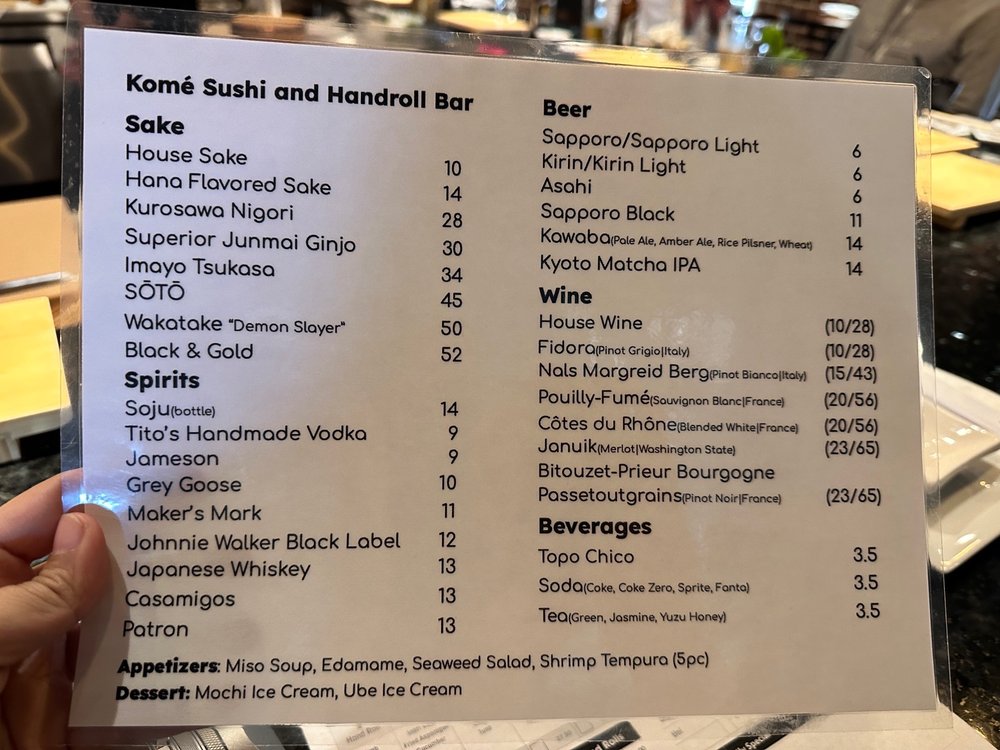 Komé Sushi and Handroll Bar
Sake
House Sake 10
Hana Flavored Sake 14
Kurosawa Nigori 28
Superior Junmai Ginjo 30
Imayo Tsukasa 34
SŌTŌ 45
Wakatake "Demon Slayer" 50
Black & Gold 52
Spirits
Soju(bottle) 14
Tito's Handmade Vodka 9
Jameson 9
Grey Goose 10
Maker's Mark 11
Johnnie Walker Black Label 12
Japanese Whiskey 13
Casamigos 13
Patron 13
Beer
Sapporo/Sapporo Light 6
Kirin/Kirin Light 6
Asahi 6
Sapporo Black 11
Kawaba(Pale Ale, Amber Ale, Rice Pilsner, Wheat) 14
Kyoto Matcha IPA 14
Wine
House Wine (10/28)
Fidora(Pinot Grigio|Italy) (10/28)
Nals Margreid Berg(Pinot Bianco|Italy) (15/43)
Pouilly-Fumé(Sauvignon Blanc|France) (20/56)
Côtes du Rhône(Blended White|France) (20/56)
Januik(Merlot|Washington State) (23/65)
Bitouzet-Prieur Bourgogne
Passetoutgrains(Pinot Noir|France) (23/65)
Beverages
Topo Chico 3.5
Soda(Coke, Coke Zero, Sprite, Fanta) 3.5
Tea(Green, Jasmine, Yuzu Honey) 3.5
Appetizers: Miso Soup, Edamame, Seaweed Salad, Shrimp Tempura (5pc)
Dessert: Mochi Ice Cream, Ube Ice Cream